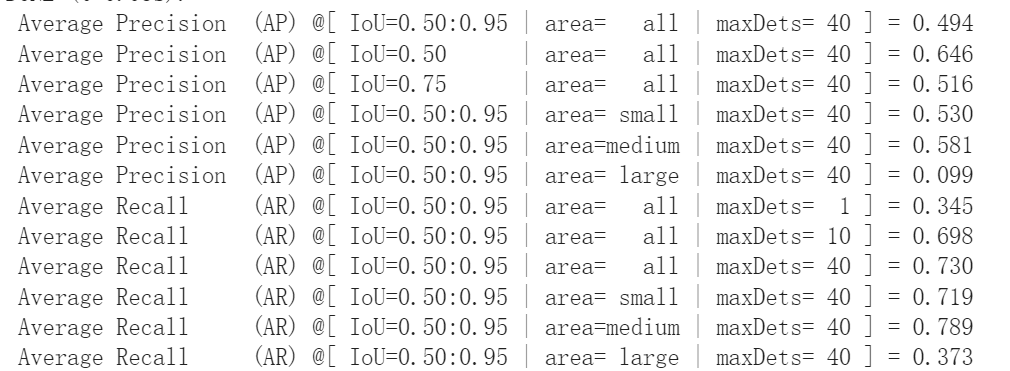 Average Precision  (AP) @[ IoU=0.50:0.95 | area=   all | maxDets= 40 ] = 0.494
Average Precision  (AP) @[ IoU=0.50      | area=   all | maxDets= 40 ] = 0.646
Average Precision  (AP) @[ IoU=0.75      | area=   all | maxDets= 40 ] = 0.516
Average Precision  (AP) @[ IoU=0.50:0.95 | area= small | maxDets= 40 ] = 0.530
Average Precision  (AP) @[ IoU=0.50:0.95 | area=medium | maxDets= 40 ] = 0.581
Average Precision  (AP) @[ IoU=0.50:0.95 | area= large | maxDets= 40 ] = 0.099
Average Recall     (AR) @[ IoU=0.50:0.95 | area=   all | maxDets=  1 ] = 0.345
Average Recall     (AR) @[ IoU=0.50:0.95 | area=   all | maxDets= 10 ] = 0.698
Average Recall     (AR) @[ IoU=0.50:0.95 | area=   all | maxDets= 40 ] = 0.730
Average Recall     (AR) @[ IoU=0.50:0.95 | area= small | maxDets= 40 ] = 0.719
Average Recall     (AR) @[ IoU=0.50:0.95 | area=medium | maxDets= 40 ] = 0.789
Average Recall     (AR) @[ IoU=0.50:0.95 | area= large | maxDets= 40 ] = 0.373